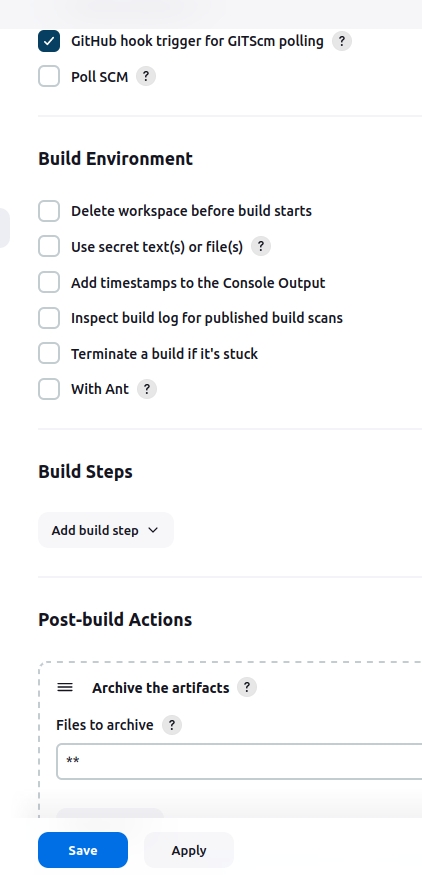 GitHub hook trigger for GITScm polling ?
Poll SCM ?
Build Environment
Delete workspace before build starts
Use secret text(s) or file(s) ?
Add timestamps to the Console Output
Inspect build log for published build scans
Terminate a build if it's stuck
With Ant ?
Build Steps
Add build step
Post-build Actions
Archive the artifacts ?
Files to archive ?
**
Save Apply